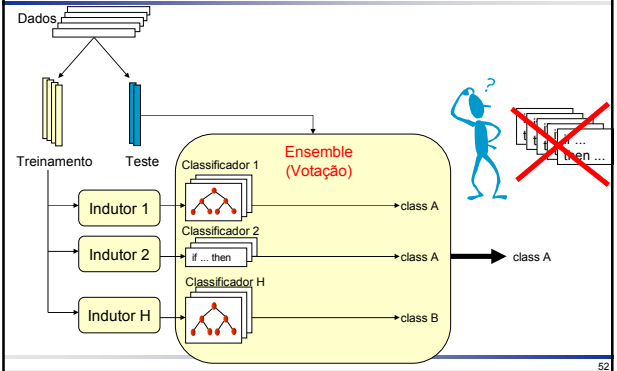 Dados
?
if ...
then ...
Treinamento
Teste
Ensemble
(Votação)
Classificador 1
Indutor 1
class A
Classificador 2
Indutor 2
if ... then
class A
class A
Classificador H
Indutor H
class B
52